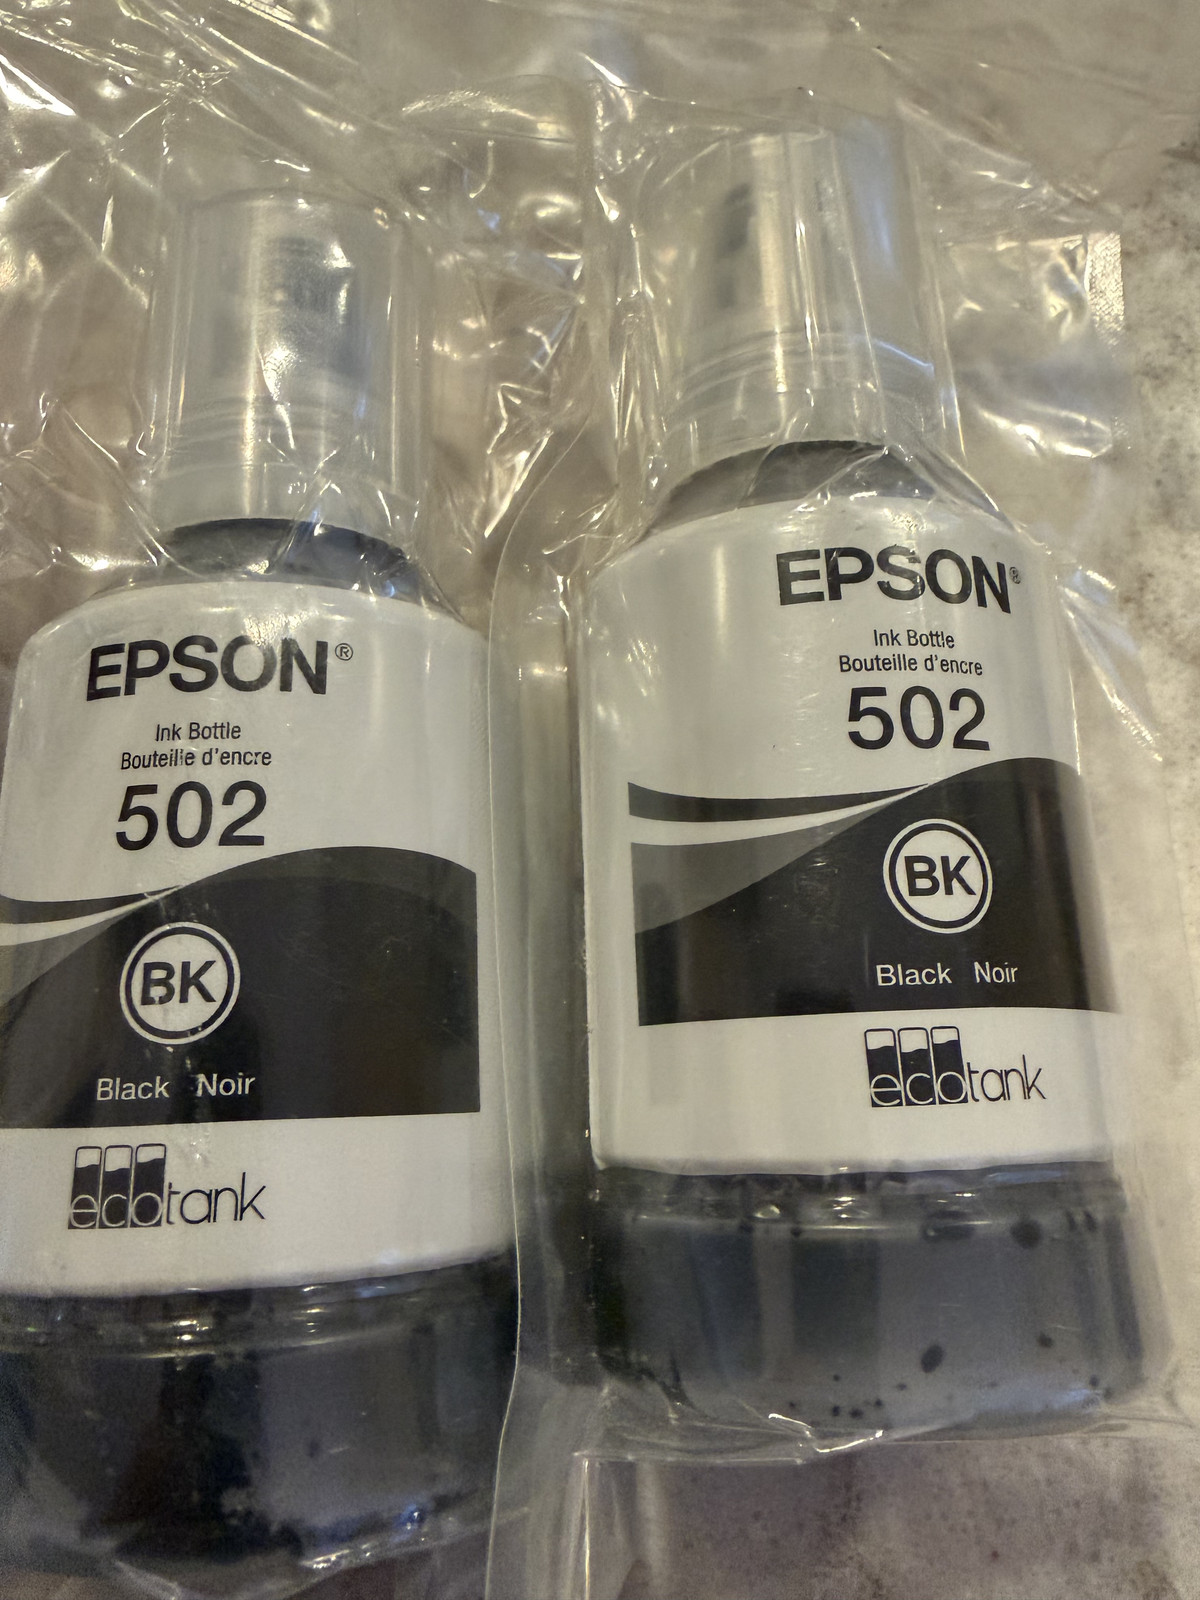 EPSON®
Ink Bottle
Bouteille d'encre
502
BK
Black Noir
ecotank
EPSON®
Ink Bottle
Bouteille d'encre
502
BK
Black Noir
ecotank